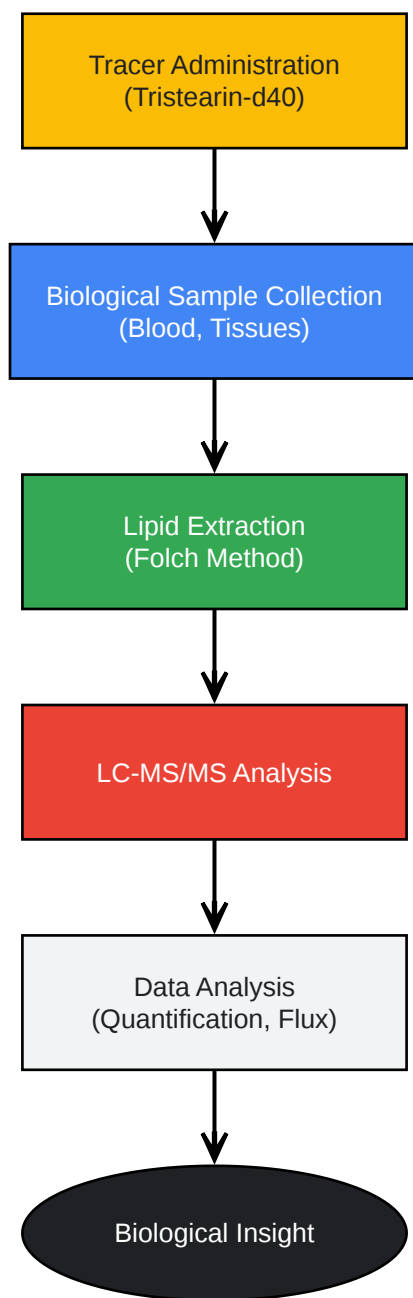 Tracer Administration
(Tristearin-d40)
Biological Sample Collection
(Blood, Tissues)
Lipid Extraction
(Folch Method)
LC-MS/MS Analysis
Data Analysis
(Quantification, Flux)
Biological Insight